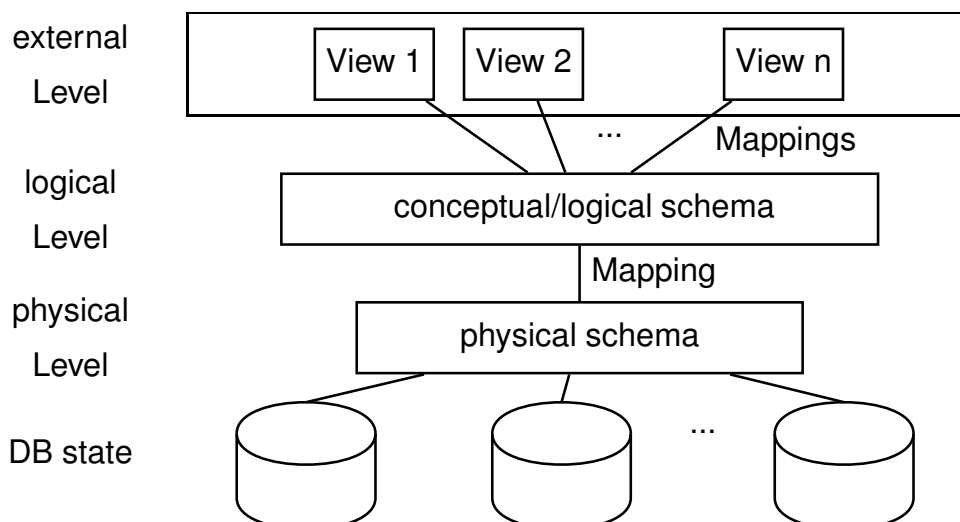 external
Level
View 1
View 2
View n
...
Mappings
logical
Level
conceptual/logical schema
Mapping
physical
Level
physical schema
DB state
...